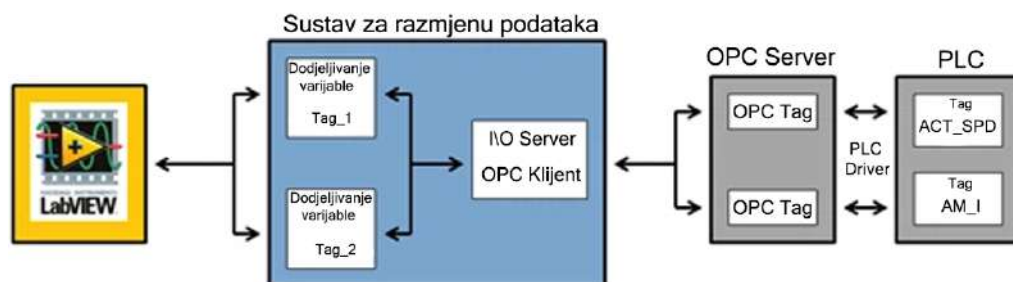 Sustav za razmjenu podataka
OPC Server
PLC
Dodjeljivanje
varijable
Tag_1
I\O Server
OPC Klijent
Dodjeljivanje
varijable
Tag_2
LabVIEW
OPC Tag
OPC Tag
PLC
Driver
Tag
ACT_SPD
Tag
AM_I